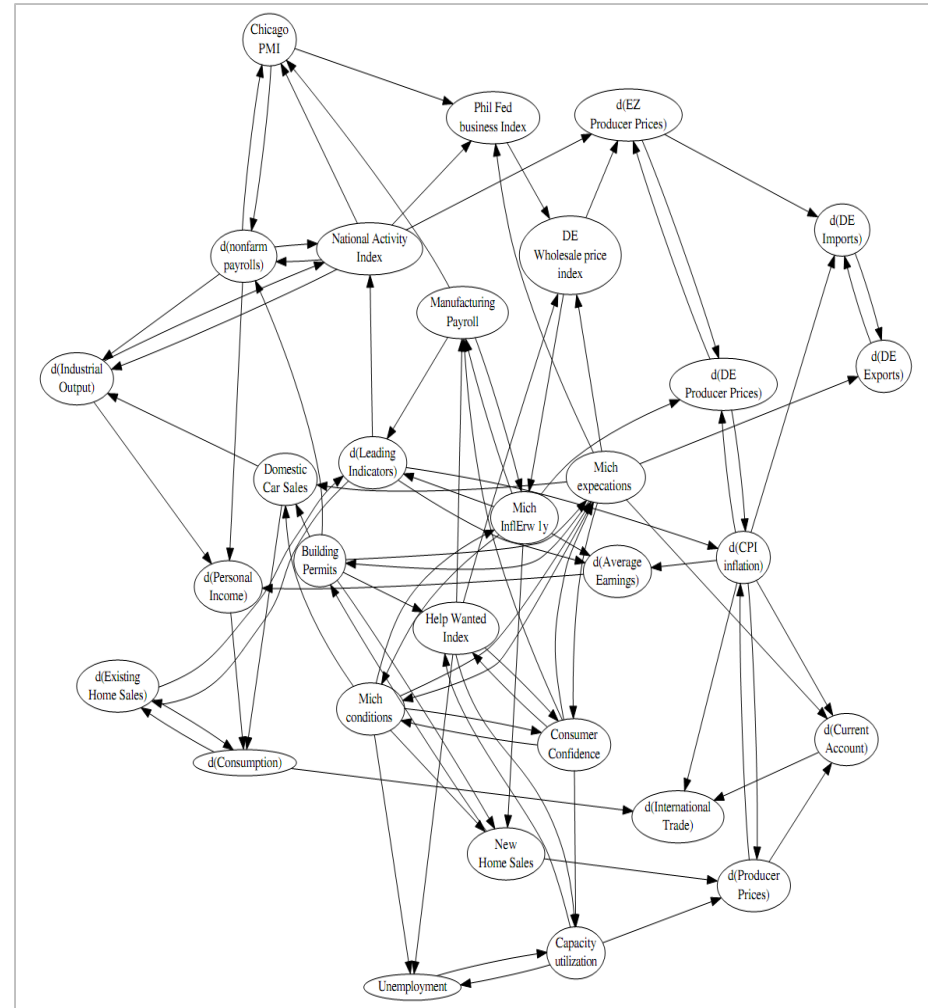 Chicago
PMI
Phil Fed
business Index
d(EZ
Producer Prices)
d(DE
Imports)
d(nonfarm
payrolls)
National Activity
Index
DE
Wholesale price
index
Manufacturing
Payroll
d(Industrial
Output)
d(DE
Producer Prices)
d(DE
Exports)
d(Leading
Indicators)
Domestic
Car Sales
Mich
expecations
Mich
InflErw 1y
Building
Permits
d(Average
Earnings)
d(CPI
inflation)
d(Personal
Income)
Help Wanted
Index
d(Existing
Home Sales)
Mich
conditions
Consumer
Confidence
d(Current
Account)
d(Consumption)
d(International
Trade)
New
Home Sales
d(Producer
Prices)
Capacity
utilization
Unemployment